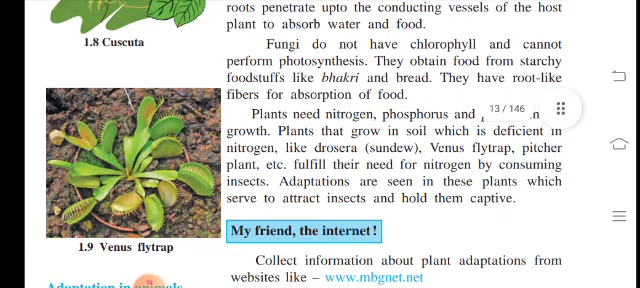 roots penetrate upto the conducting vessels of the host
plant to absorb water and food.
1.8 Cuscuta
Fungi do not have chlorophyll and cannot
perform photosynthesis. They obtain food from starchy
foodstuffs like bhakri and bread. They have root-like
fibers for absorption of food.
Plants need nitrogen, phosphorus and
13 / 146
growth. Plants that grow in soil which is deficient in
nitrogen, like drosera (sundew), Venus flytrap, pitcher
plant, etc. fulfill their need for nitrogen by consuming
insects. Adaptations are seen in these plants which
serve to attract insects and hold them captive.
My friend, the internet!
1.9 Venus flytrap
Collect information about plant adaptations from
websites like – www.mbgnet.net
Adaptation in animals